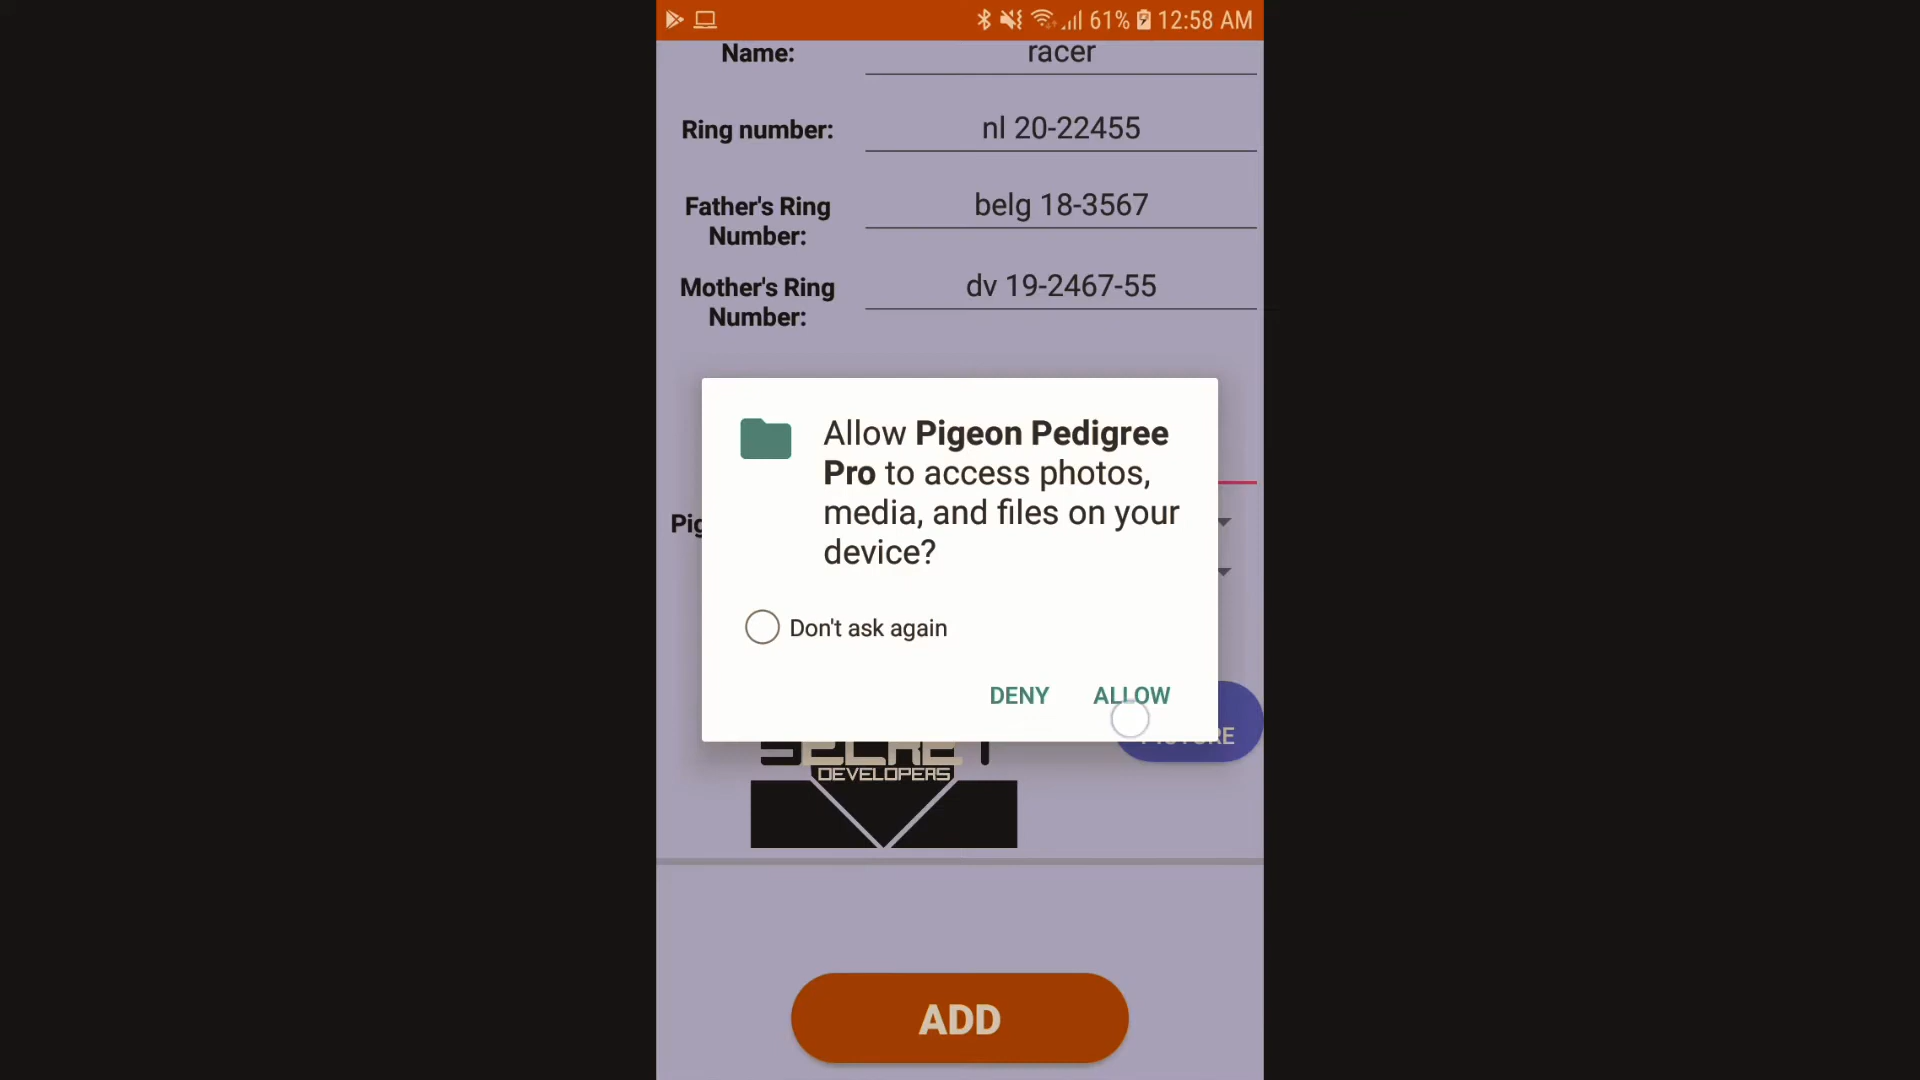 61% 12:58 AM
Name: racer
Ring number: nl 20-22455
Father's Ring
Number:
belg 18-3567
Mother's Ring
Number:
dv 19-2467-55
Allow Pigeon Pedigree
Pro to access photos,
media, and files on your
device?
Don't ask again
DENY ALLOW
DEVELOPERS
ADD